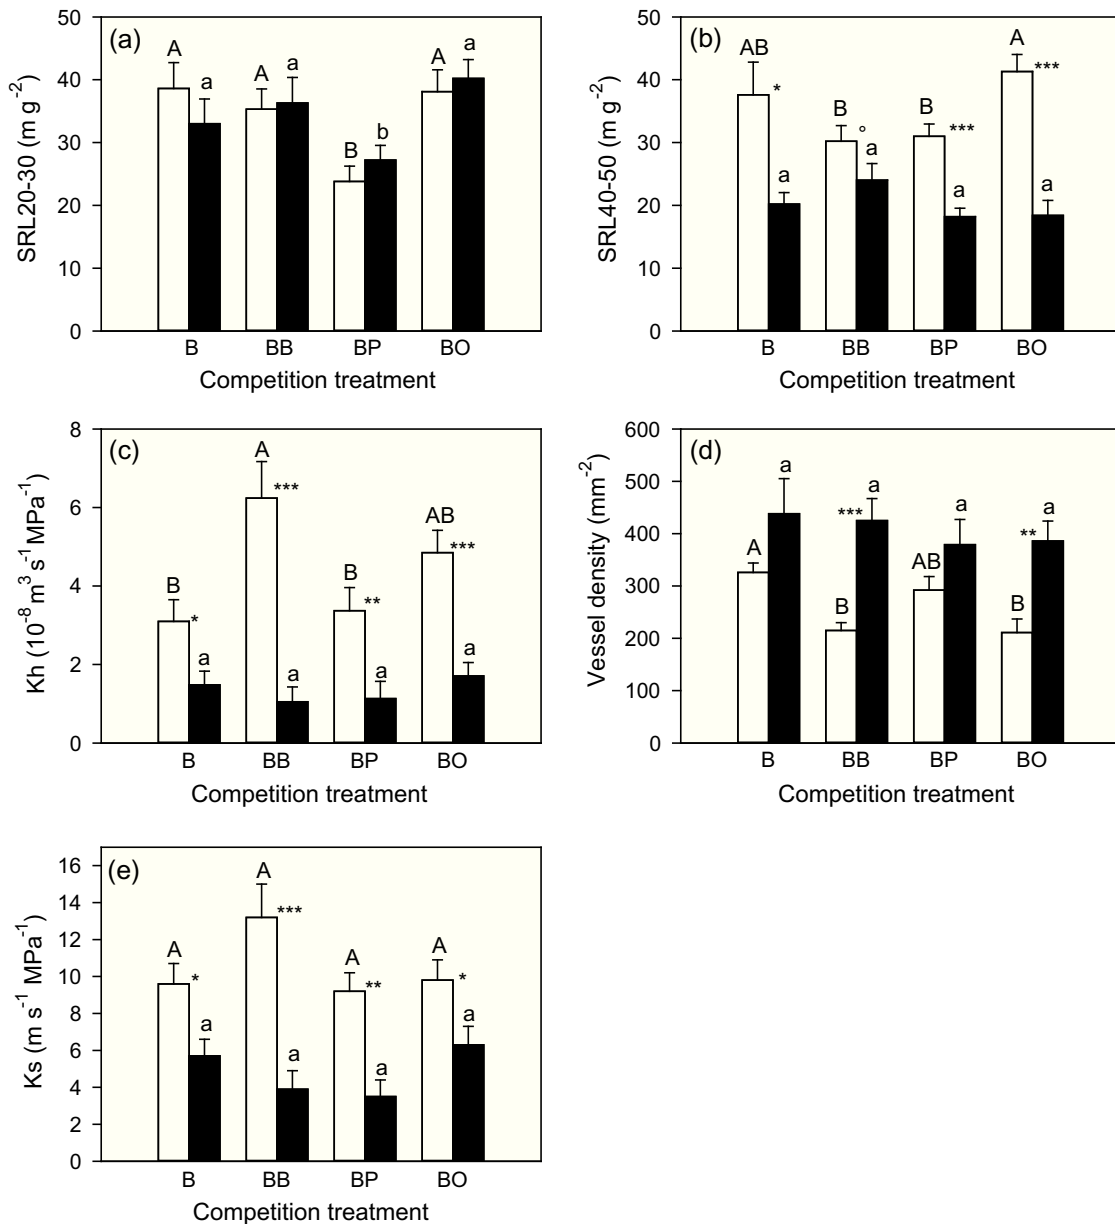 (a)
SRL20-30 (m g⁻²)
50
40
30
20
10
0
A
a
A
a
B
b
A
a
B BB BP BO
Competition treatment
(b)
SRL40-50 (m g⁻²)
50
40
30
20
10
0
AB
*
a
B
°
a
B
***
a
A
***
a
B BB BP BO
Competition treatment
(c)
Kh (10⁻⁸ m³ s⁻¹ MPa⁻¹)
8
6
4
2
0
B
*
a
A
***
a
B
**
a
AB
***
a
B BB BP BO
Competition treatment
(d)
Vessel density (mm⁻²)
600
500
400
300
200
100
0
A
a
B
***
a
AB
a
B
**
a
B BB BP BO
Competition treatment
(e)
Ks (m s⁻¹ MPa⁻¹)
16
14
12
10
8
6
4
2
0
A
*
a
A
***
a
A
**
a
A
*
a
B BB BP BO
Competition treatment